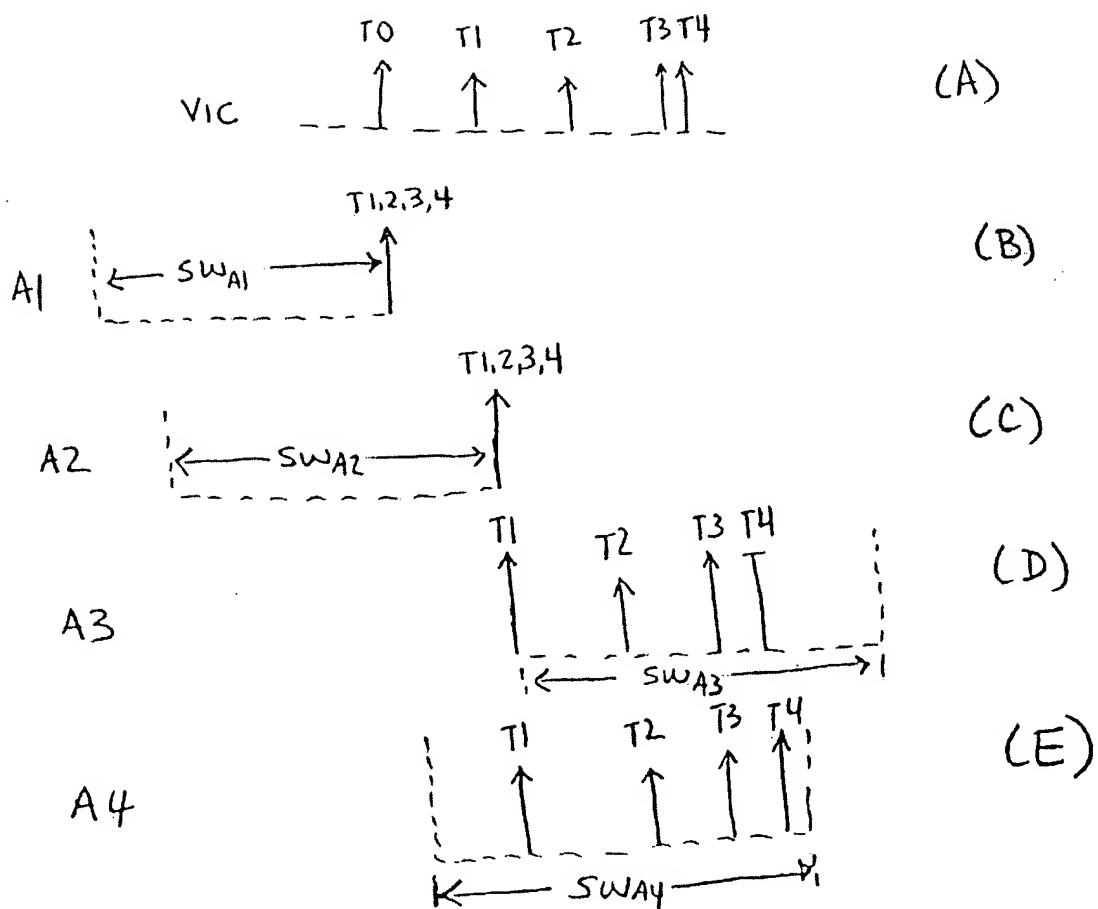 T0 T1 T2 T3 T4
VIC (A)
T1,2,3,4
A1 SWA1 (B)
T1,2,3,4
A2 SWA2 (C)
T1 T2 T3 T4
A3 (D)
SWA3
T1 T2 T3 T4
A4 (E)
SWA4